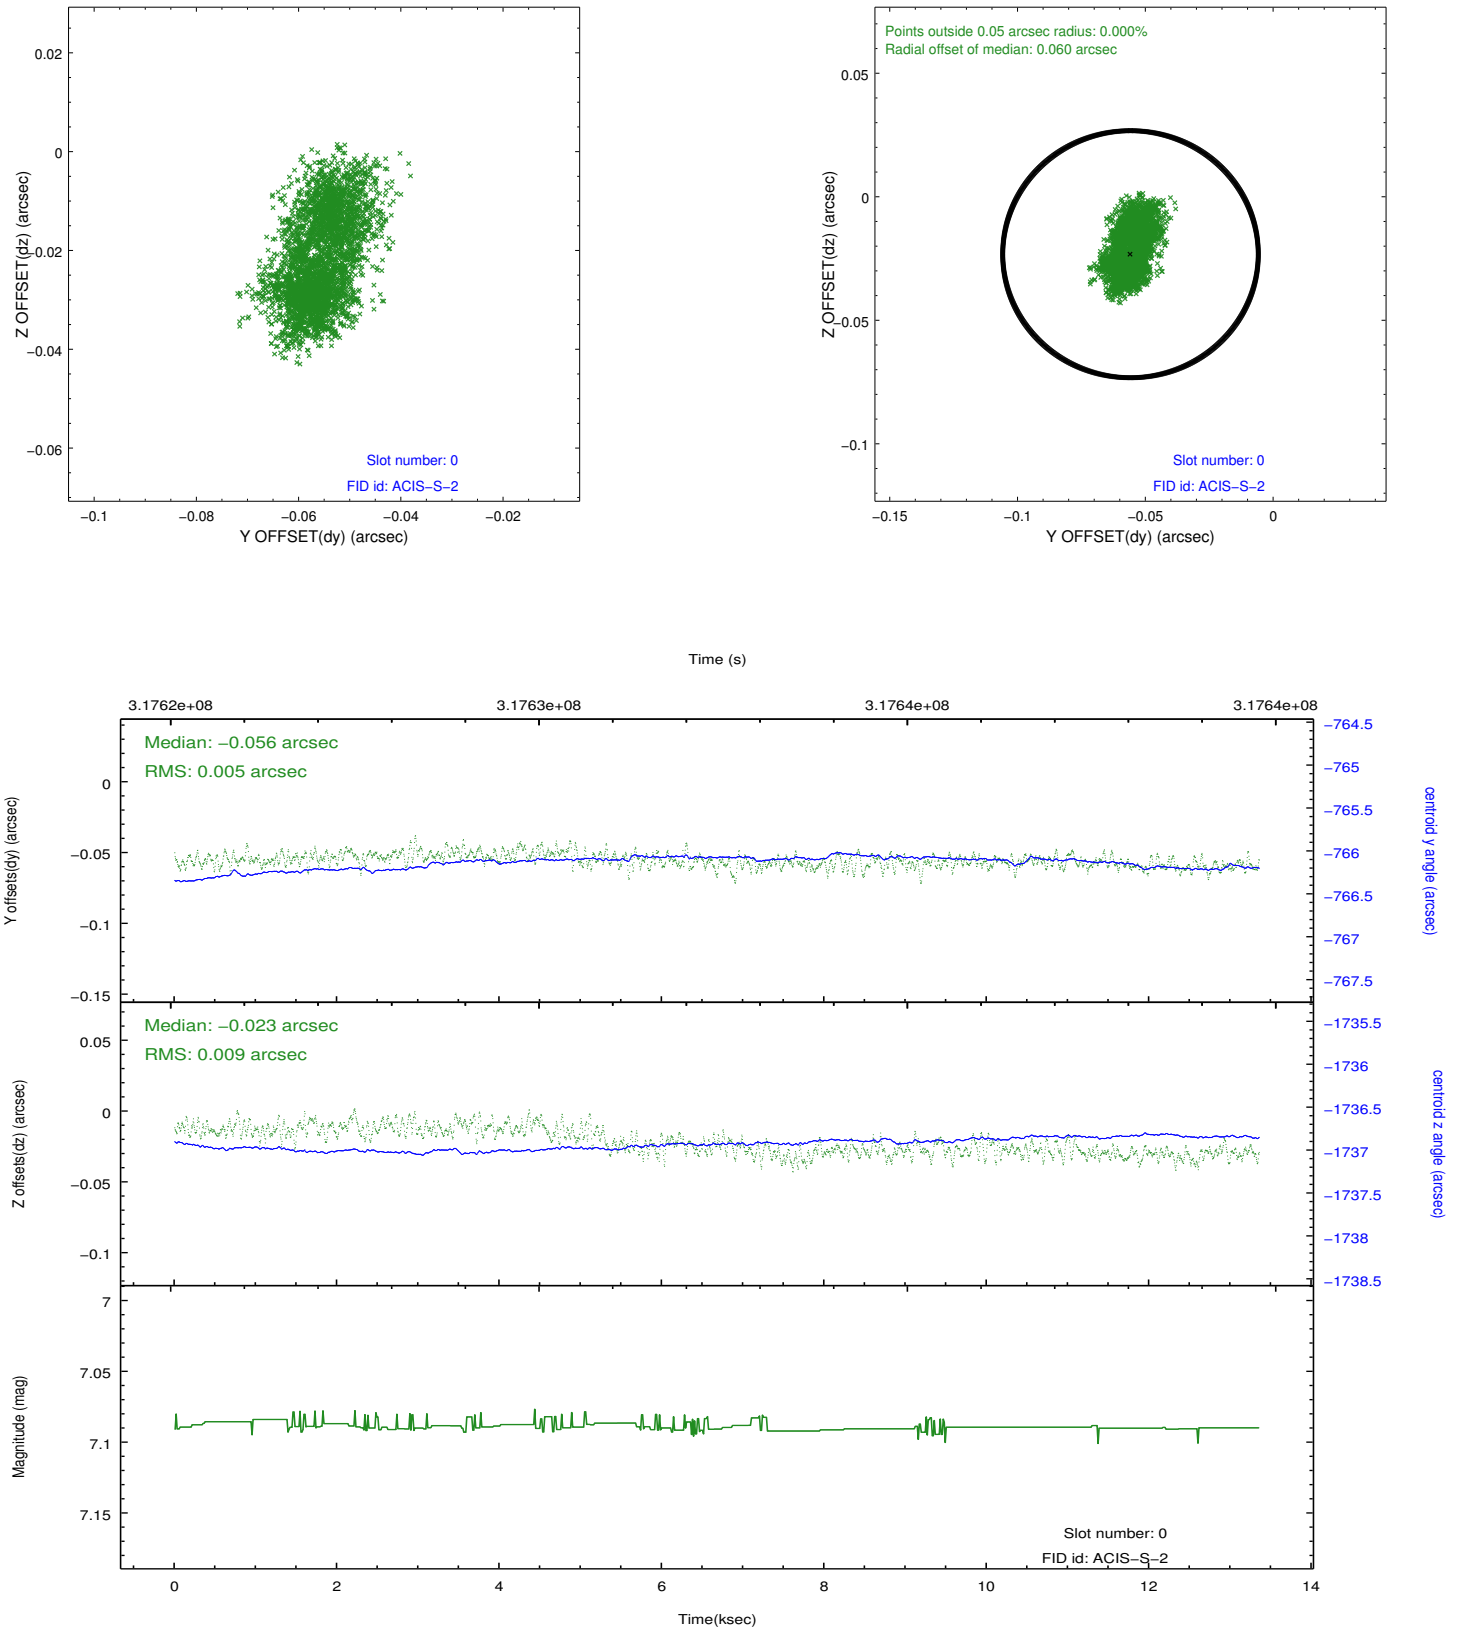 0.02
0
−0.02
−0.04
−0.06
Z OFFSET(dz) (arcsec)
Slot number: 0
FID id: ACIS−S−2
−0.1
−0.08
−0.06
−0.04
−0.02
Y OFFSET(dy) (arcsec)
Points outside 0.05 arcsec radius: 0.000%
Radial offset of median: 0.060 arcsec
0.05
0
−0.05
−0.1
Z OFFSET(dz) (arcsec)
Slot number: 0
FID id: ACIS−S−2
−0.15
−0.1
−0.05
0
Y OFFSET(dy) (arcsec)
Time (s)
3.1762e+08
3.1763e+08
3.1764e+08
3.1764e+08
Median: −0.056 arcsec
RMS: 0.005 arcsec
0
−0.05
−0.1
−0.15
Y offsets(dy) (arcsec)
−764.5
−765
−765.5
−766
−766.5
−767
−767.5
centroid y angle (arcsec)
Median: −0.023 arcsec
RMS: 0.009 arcsec
0.05
0
−0.05
−0.1
Z offsets(dz) (arcsec)
−1735.5
−1736
−1736.5
−1737
−1737.5
−1738
−1738.5
centroid z angle (arcsec)
7
7.05
7.1
7.15
Magnitude (mag)
Slot number: 0
FID id: ACIS−S−2
0
2
4
6
8
10
12
14
Time(ksec)